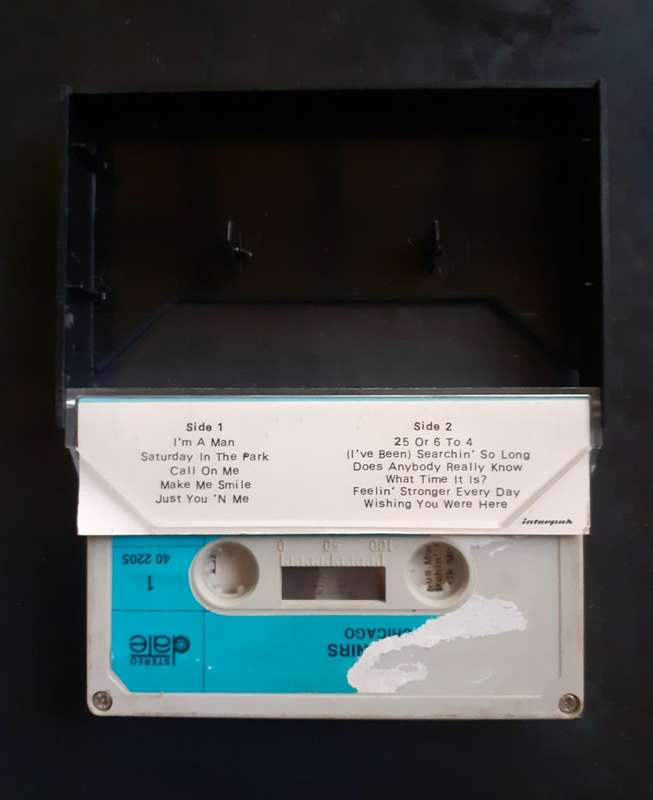 Side 1
I'm A Man
Saturday In The Park
Call On Me
Make Me Smile
Just You 'N Me
Side 2
25 Or 6 To 4
(I've Been) Searchin' So Long
Does Anybody Really Know
What Time It Is?
Feelin' Stronger Every Day
Wishing You Were Here
interpak
0 50 100
40 2205
1
CHICAGO
date
STEREO